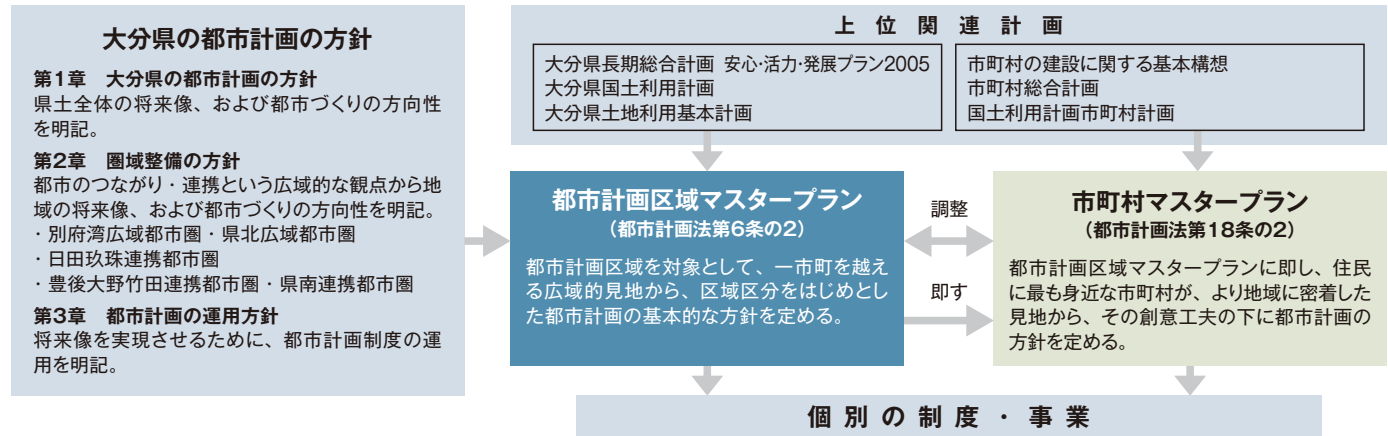 大分県の都市計画の方針
第1章 大分県の都市計画の方針
県土全体の将来像、および都市づくりの方向性
を明記。
第2章 圏域整備の方針
都市のつながり・連携という広域的な観点から地
域の将来像、および都市づくりの方向性を明記。
・別府湾広域都市圏・県北広域都市圏
・日田玖珠連携都市圏
・豊後大野竹田連携都市圏・県南連携都市圏
第3章 都市計画の運用方針
将来像を実現させるために、都市計画制度の運
用を明記。
上位関連計画
大分県長期総合計画 安心・活力・発展プラン2005
大分県国土利用計画
大分県土地利用基本計画
市町村の建設に関する基本構想
市町村総合計画
国土利用計画市町村計画
都市計画区域マスタープラン
（都市計画法第6条の2）
都市計画区域を対象として、一市町を越え
る広域的見地から、区域区分をはじめとし
た都市計画の基本的な方針を定める。
調整
即す
市町村マスタープラン
（都市計画法第18条の2）
都市計画区域マスタープランに即し、住民
に最も身近な市町村が、より地域に密着した
見地から、その創意工夫の下に都市計画の
方針を定める。
個別の制度・事業